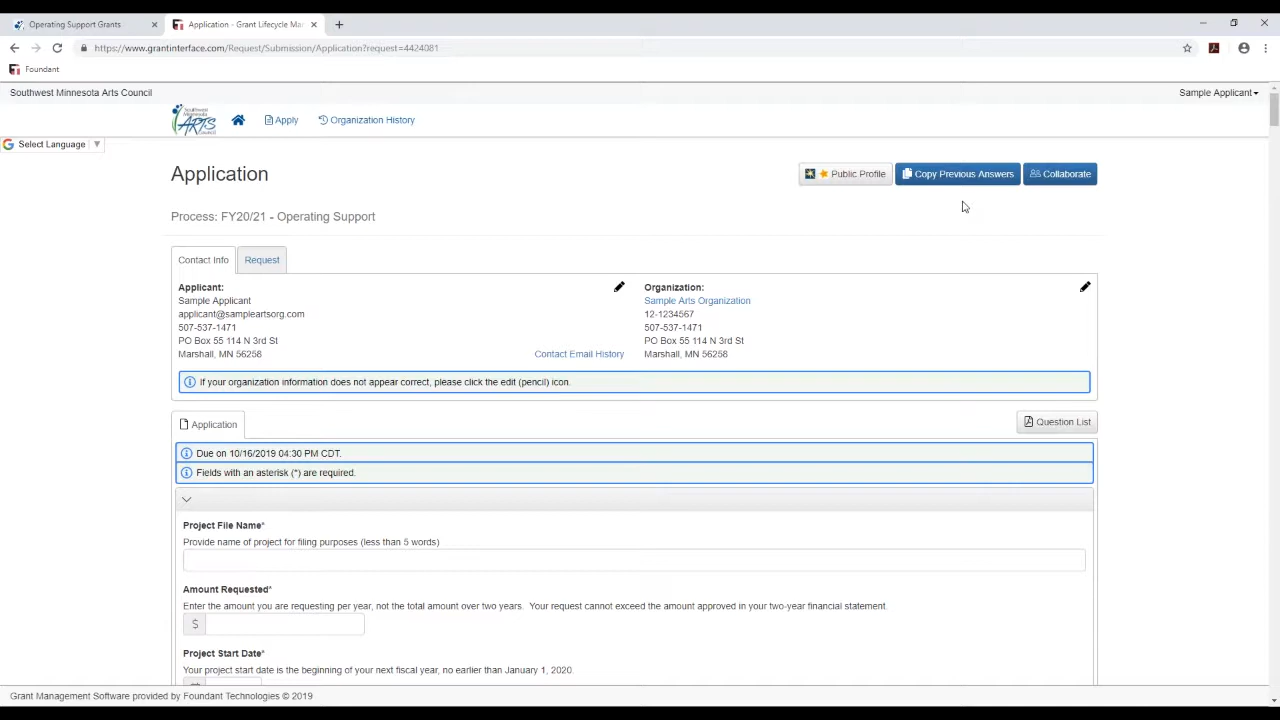 Operating Support Grants
Application - Grant Lifecycle Ma
https://www.grantinterface.com/Request/Submission/Application?request=4424081
Foundant
Southwest Minnesota Arts Council
Sample Applicant
Southwest Minnesota ARTS Council
Apply
Organization History
Select Language
Application
Public Profile
Copy Previous Answers
Collaborate
Process: FY20/21 - Operating Support
Contact Info
Request
Applicant:
Sample Applicant
applicant@sampleartsorg.com
507-537-1471
PO Box 55 114 N 3rd St
Marshall, MN 56258
Contact Email History
Organization:
Sample Arts Organization
12-1234567
507-537-1471
PO Box 55 114 N 3rd St
Marshall, MN 56258
If your organization information does not appear correct, please click the edit (pencil) icon.
Application
Question List
Due on 10/16/2019 04:30 PM CDT.
Fields with an asterisk (*) are required.
Project File Name*
Provide name of project for filing purposes (less than 5 words)
Amount Requested*
Enter the amount you are requesting per year, not the total amount over two years. Your request cannot exceed the amount approved in your two-year financial statement
$
Project Start Date*
Your project start date is the beginning of your next fiscal year, no earlier than January 1, 2020.
Grant Management Software provided by Foundant Technologies © 2019